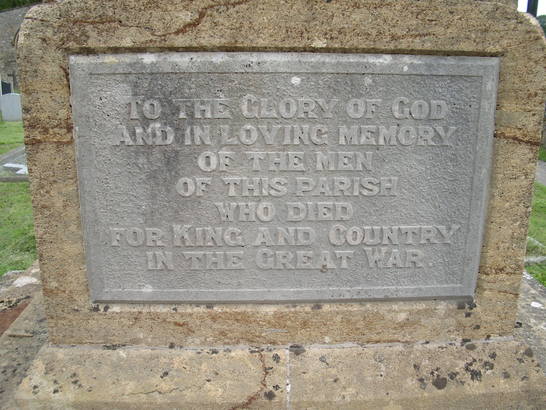 TO THE GLORY OF GOD
AND IN LOVING MEMORY
OF THE MEN
OF THIS PARISH
WHO DIED
FOR KING AND COUNTRY
IN THE GREAT WAR.